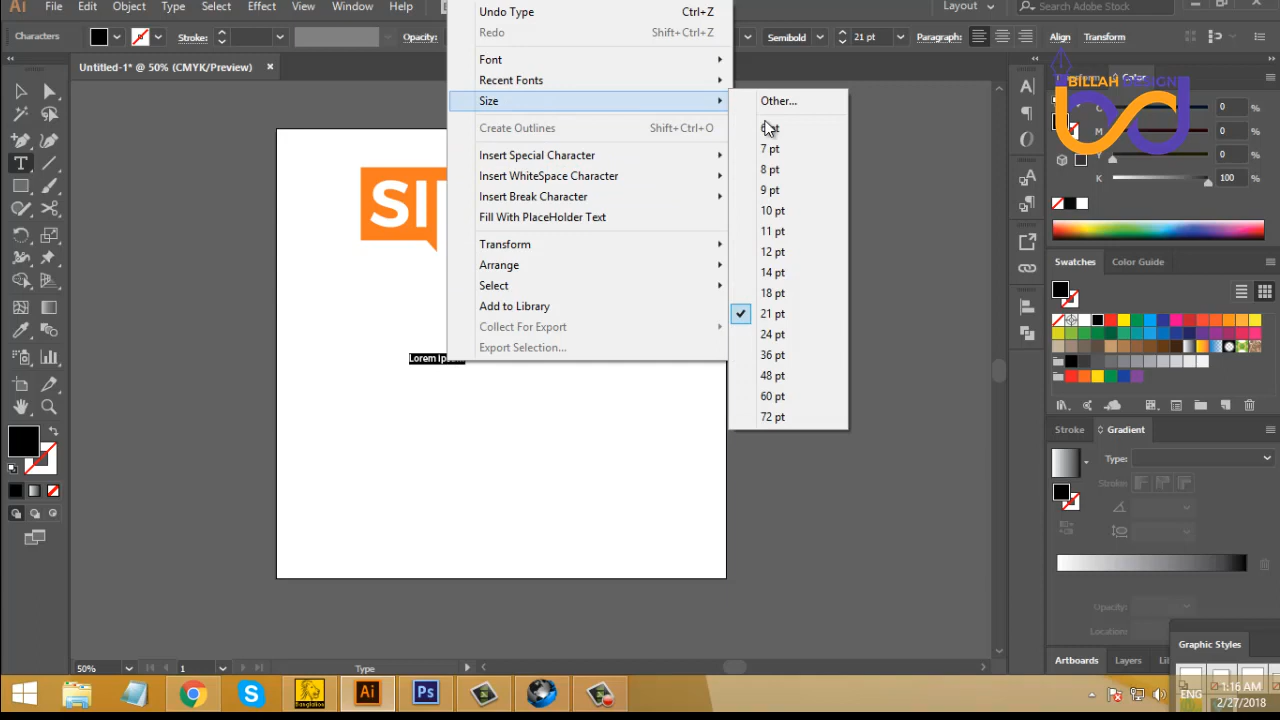 Ai File Edit Object Type Select Effect View Window Help
Layout
Search Adobe Stock
Characters
Stroke:
Opacity:
Semibold
21 pt
Paragraph:
Align
Transform
Untitled-1* @ 50% (CMYK/Preview)
Undo Type Ctrl+Z
Redo Shift+Ctrl+Z
Font
Recent Fonts
Size
Create Outlines Shift+Ctrl+O
Insert Special Character
Insert WhiteSpace Character
Insert Break Character
Fill With PlaceHolder Text
Transform
Arrange
Select
Add to Library
Collect For Export
Export Selection...
Other...
7 pt
8 pt
9 pt
10 pt
11 pt
12 pt
14 pt
18 pt
21 pt
24 pt
36 pt
48 pt
60 pt
72 pt
Color
BILLAH DESIGN
0 %
M 0 %
Y 0 %
K 100 %
Swatches Color Guide
Stroke Gradient
Type:
Stroke:
Opacity:
Location:
Graphic Styles
Artboards Layers
50%
1
Type
Ai
Ps
ENG
1:16 AM
2/27/2018